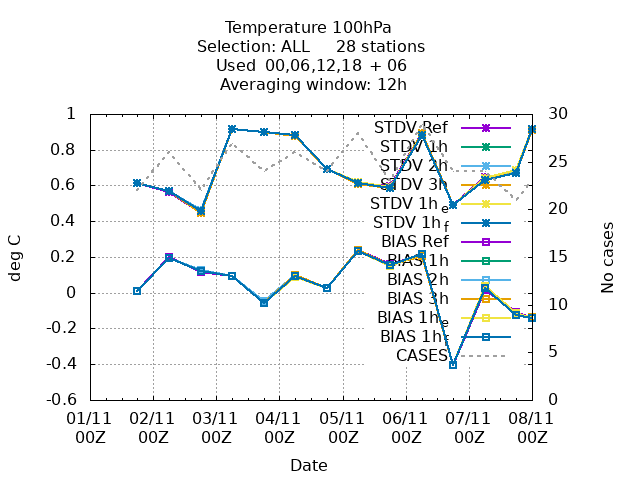 Temperature 100hPa
Selection: ALL 28 stations
Used 00,06,12,18 + 06
Averaging window: 12h
1
0.8
0.6
0.4
0.2
0
-0.2
-0.4
-0.6
deg C
30
25
20
15
10
5
0
No cases
STDV Ref
STDV 1h
STDV 2h
STDV 3h
STDV 1h_e
STDV 1h_f
BIAS Ref
BIAS 1h
BIAS 2h
BIAS 3h
BIAS 1h_e
BIAS 1h_f
CASES
01/11 02/11 03/11 04/11 05/11 06/11 07/11 08/11
00Z 00Z 00Z 00Z 00Z 00Z 00Z 00Z
Date